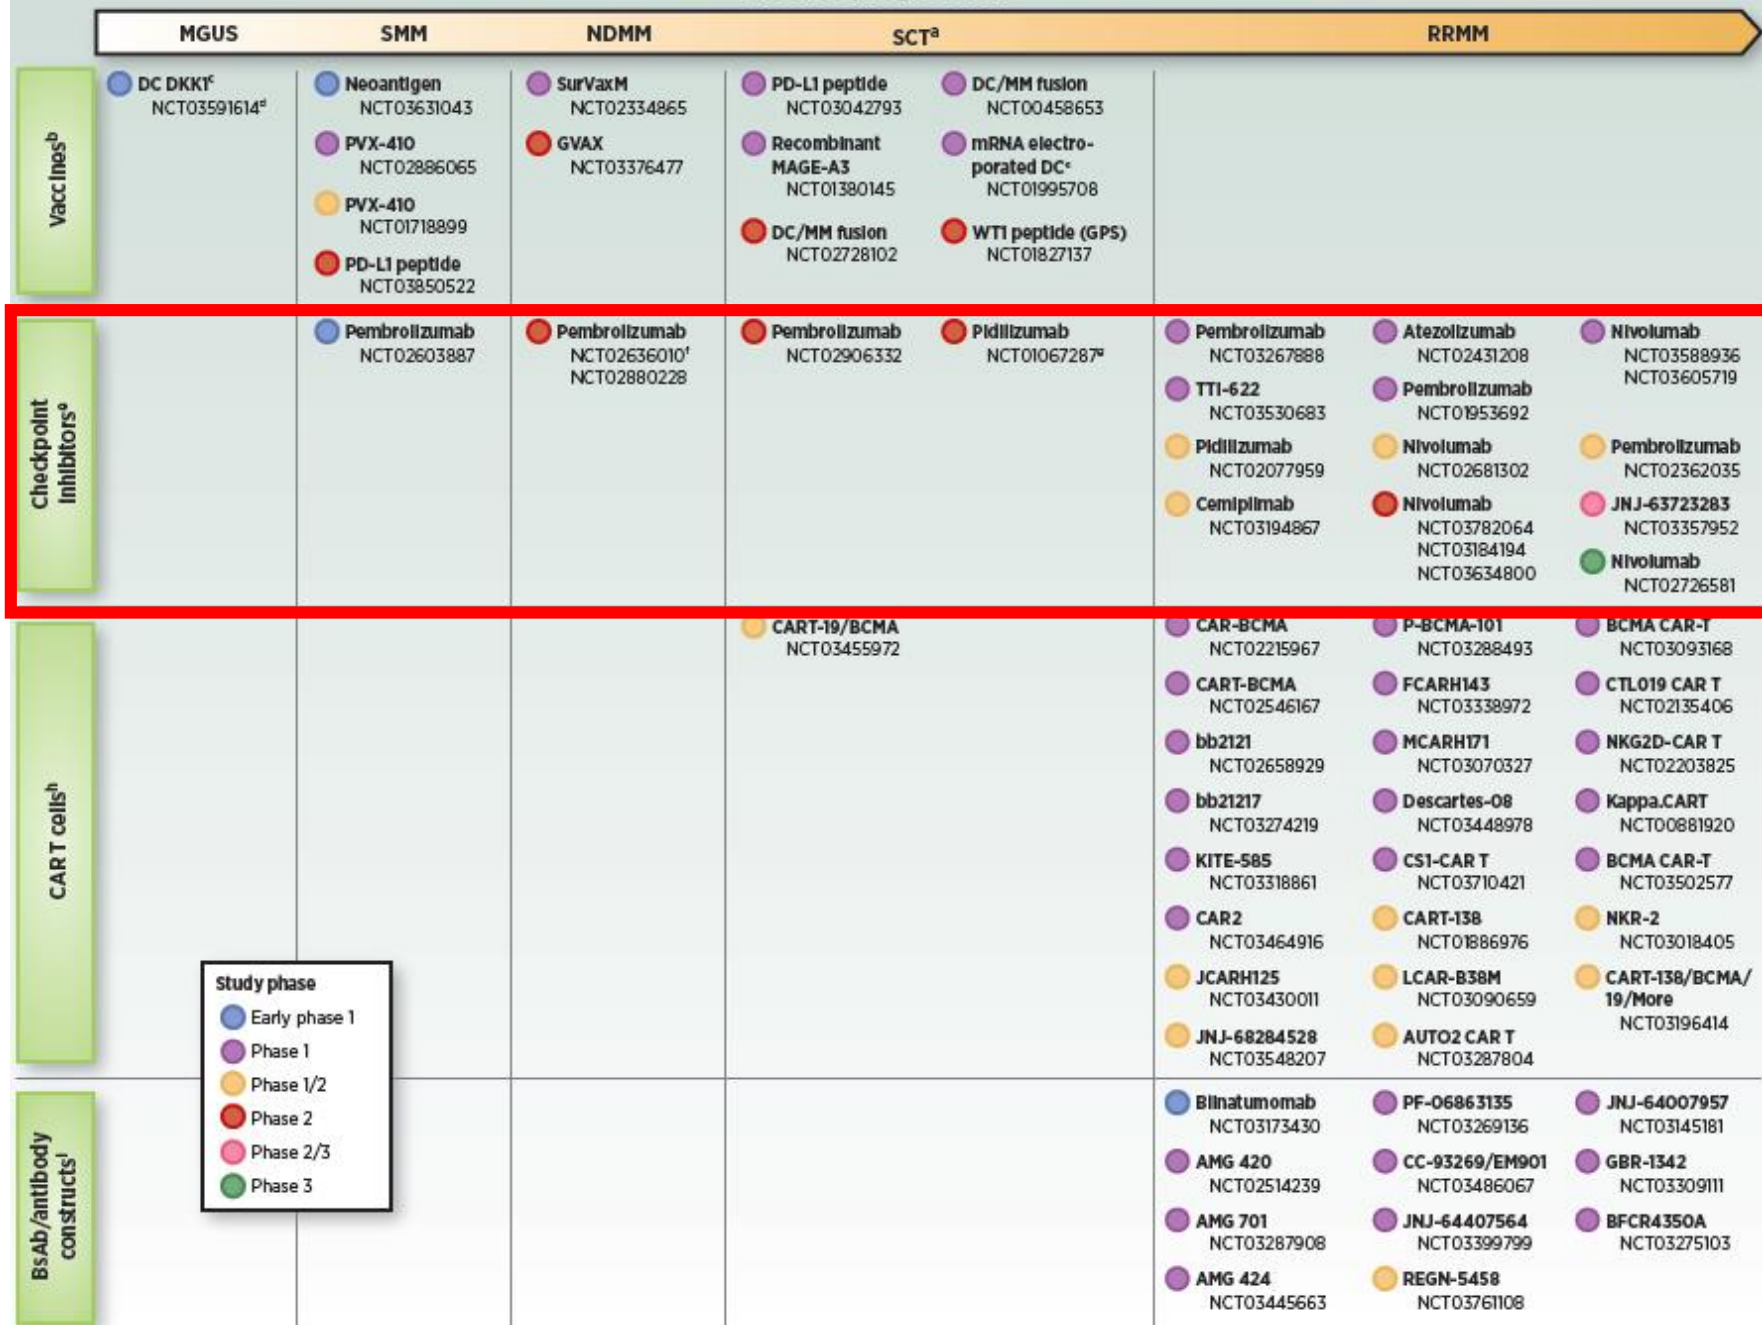 MGUS SMM NDMM SCTᵃ RRMM
Vaccinesᵇ
DC DKK1ᶜ
NCT03591614ᵈ
Neoantigen
NCT03631043
PVX-410
NCT02886065
PVX-410
NCT01718899
PD-L1 peptide
NCT03850522
SurVaxM
NCT02334865
GVAX
NCT03376477
PD-L1 peptide
NCT03042793
Recombinant
MAGE-A3
NCT01380145
DC/MM fusion
NCT02728102
DC/MM fusion
NCT00458653
mRNA electro-
porated DCᶜ
NCT01995708
WT1 peptide (GPS)
NCT01827137
Checkpoint
Inhibitorsᵉ
Pembrolizumab
NCT02603887
Pembrolizumab
NCT02636010ᶠ
NCT02880228
Pembrolizumab
NCT02906332
Pidilizumab
NCT01067287ᵍ
Pembrolizumab
NCT03267888
TTI-622
NCT03530683
Pidilizumab
NCT02077959
Cemiplimab
NCT03194867
Atezolizumab
NCT02431208
Pembrolizumab
NCT01953692
Nivolumab
NCT02681302
Nivolumab
NCT03782064
NCT03184194
NCT03634800
Nivolumab
NCT03588936
NCT03605719
Pembrolizumab
NCT02362035
JNJ-63723283
NCT03357952
Nivolumab
NCT02726581
CAR T cellsʰ
CART-19/BCMA
NCT03455972
CAR-BCMA
NCT02215967
CART-BCMA
NCT02546167
bb2121
NCT02658929
bb21217
NCT03274219
KITE-585
NCT03318861
CAR2
NCT03464916
JCARH125
NCT03430011
JNJ-68284528
NCT03548207
P-BCMA-101
NCT03288493
FCARH143
NCT03338972
MCARH171
NCT03070327
Descartes-08
NCT03448978
CS1-CAR T
NCT03710421
CART-138
NCT01886976
LCAR-B38M
NCT03090659
AUTO2 CAR T
NCT03287804
BCMA CAR-T
NCT03093168
CTL019 CAR T
NCT02135406
NKG2D-CAR T
NCT02203825
Kappa.CART
NCT00881920
BCMA CAR-T
NCT03502577
NKR-2
NCT03018405
CART-138/BCMA/
19/More
NCT03196414
Study phase
Early phase 1
Phase 1
Phase 1/2
Phase 2
Phase 2/3
Phase 3
BsAb/antibody
constructsⁱ
Blinatumomab
NCT03173430
AMG 420
NCT02514239
AMG 701
NCT03287908
AMG 424
NCT03445663
PF-06863135
NCT03269136
CC-93269/EM901
NCT03486067
JNJ-64407564
NCT03399799
REGN-5458
NCT03761108
JNJ-64007957
NCT03145181
GBR-1342
NCT03309111
BFCR4350A
NCT03275103